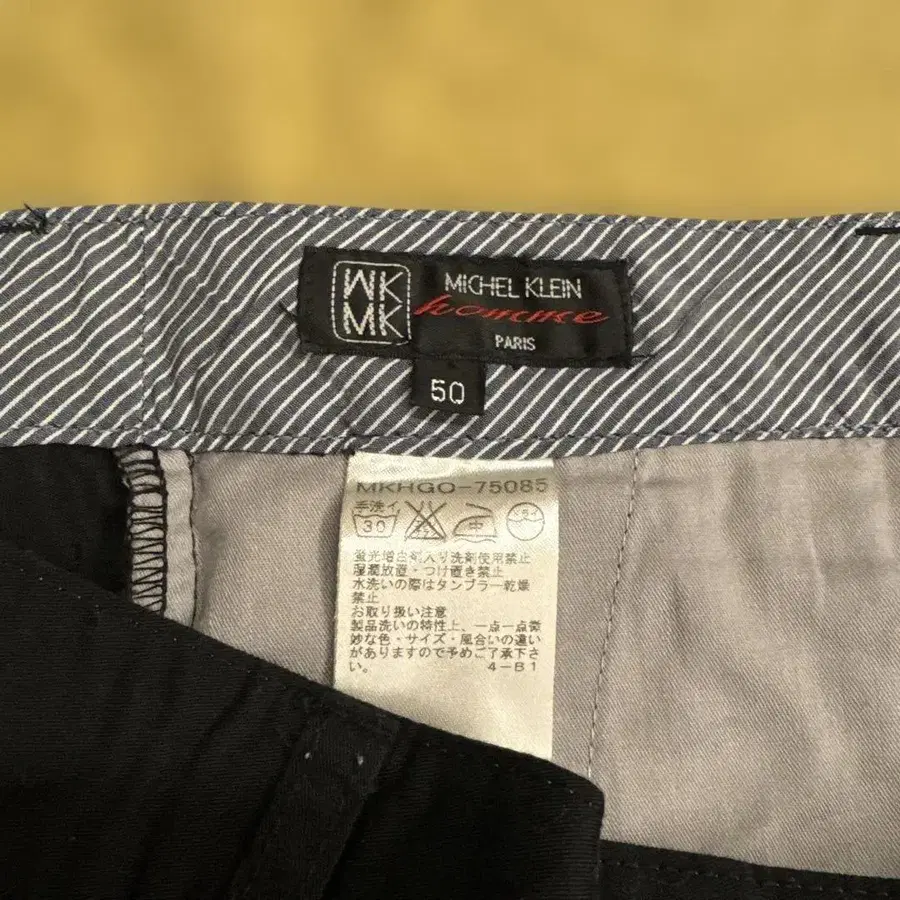 MK
MK
MICHEL KLEIN
homme
PARIS
50
MKHGO-75085
手洗イ
30
蛍光増白剤入り洗剤使用禁止
湿潤放置・つけ置き禁止
水洗いの際はタンブラー乾燥
禁止
お取り扱い注意
製品洗いの特性上、一点一点微
妙な色・サイズ・風合いの違い
がありますので予めご了承下さ
い。 4-B1